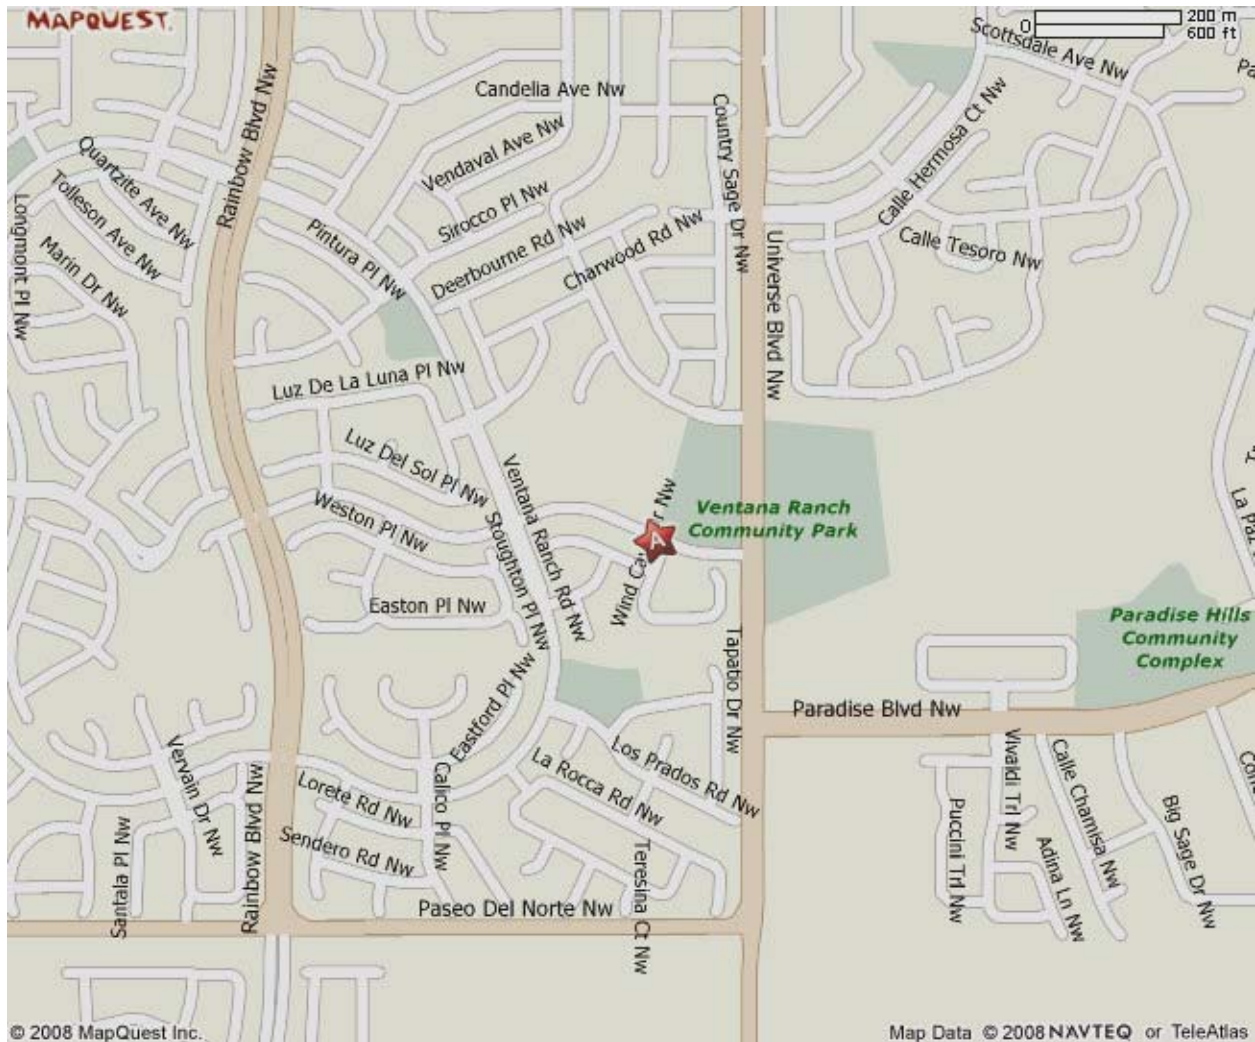 MAPQUEST.
0
200 m
600 ft
Scottsdale Ave Nw
Candelia Ave Nw
Rainbow Blvd Nw
Country Sage Dr Nw
Calle Hermosa Ct Nw
Vendaval Ave Nw
Quartzite Ave Nw
Tolleson Ave Nw
Sirocco Pl Nw
Longmont Pl Nw
Pintura Pl Nw
Deerbourne Rd Nw
Charwood Rd Nw
Calle Tesoro Nw
Marin Dr Nw
Universe Blvd Nw
Luz De La Luna Pl Nw
Luz Del Sol Pl Nw
Ventana Ranch Rd Nw
Weston Pl Nw
Stoughton Pl Nw
Ventana Ranch
Community Park
A
Wind
Nw
La Paz
Easton Pl Nw
Tapatio Dr Nw
Paradise Hills
Community
Complex
Eastford Pl Nw
Paradise Blvd Nw
Los Prados Rd Nw
La Rocca Rd Nw
Vervain Dr Nw
Lorete Rd Nw
Calico Pl Nw
Sendero Rd Nw
Vivaldi Trl Nw
Calle Chamisa Nw
Puccini Trl Nw
Adina Ln Nw
Big Sage Dr Nw
Santala Pl Nw
Rainbow Blvd Nw
Teresina Ct Nw
Paseo Del Norte Nw
© 2008 MapQuest Inc.
Map Data © 2008 NAVTEQ or TeleAtlas